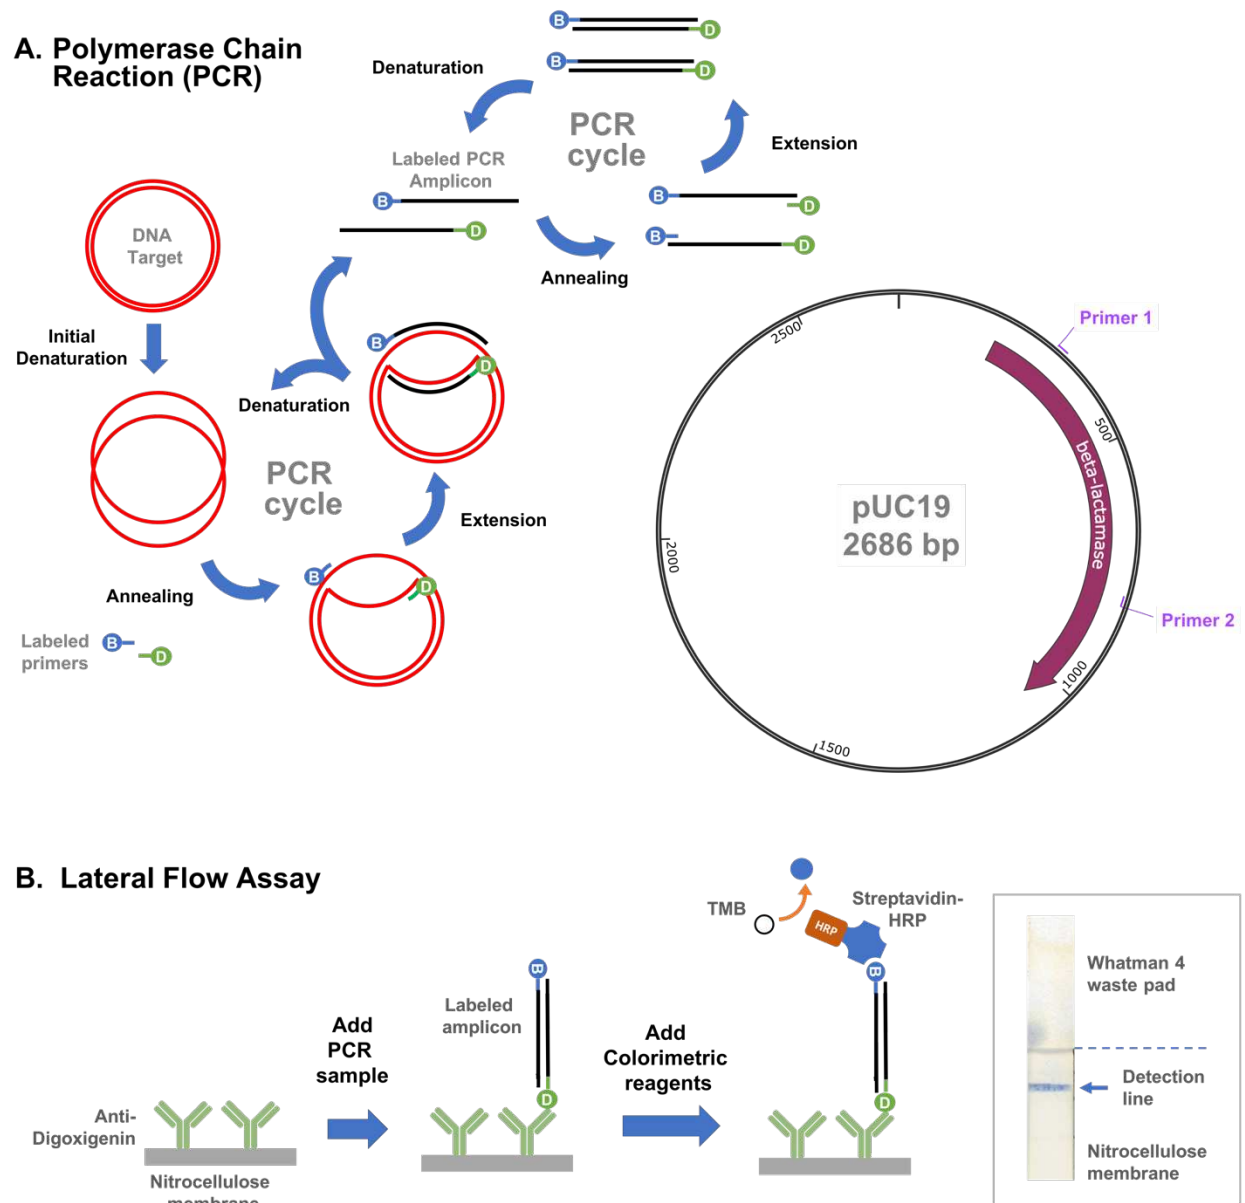 A. Polymerase Chain
Reaction (PCR)
B
D
B
D
Denaturation
PCR
cycle
Extension
Labeled PCR
Amplicon
B
D
B
D
B
D
Annealing
DNA
Target
Initial
Denaturation
B
D
Denaturation
PCR
cycle
Extension
B
D
Annealing
Labeled
primers
B
D
Primer 1
2500
500
beta-lactamase
pUC19
2686 bp
2000
Primer 2
1000
1500
B. Lateral Flow Assay
TMB
HRP
Streptavidin-
HRP
B
B
Labeled
amplicon
Add
PCR
sample
Add
Colorimetric
reagents
D
D
Anti-
Digoxigenin
Nitrocellulose
membrane
Whatman 4
waste pad
Detection
line
Nitrocellulose
membrane